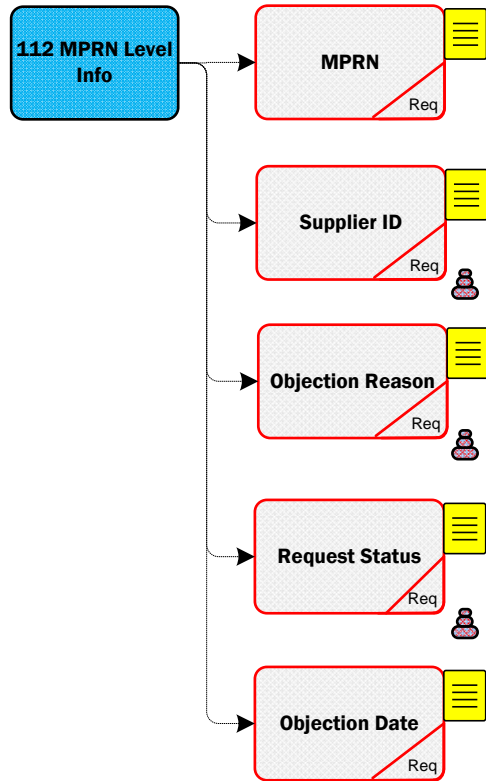 112 MPRN Level
Info
MPRN
Req
Supplier ID
Req
Objection Reason
Req
Request Status
Req
Objection Date
Req